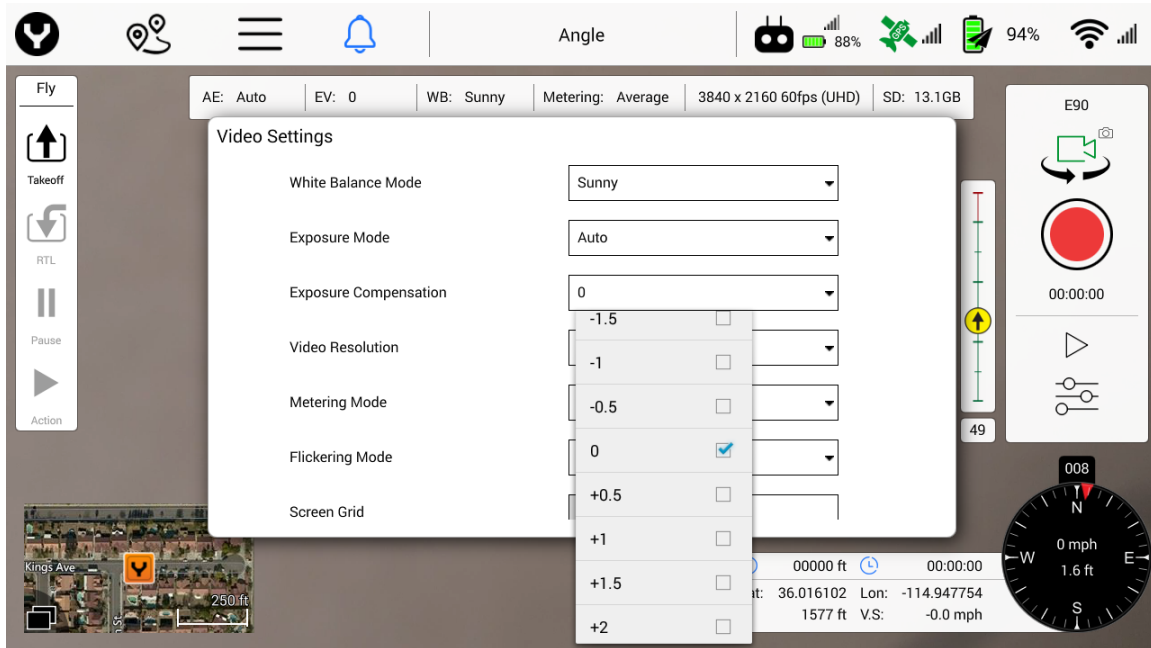 Angle
88%
GPS
94%
Fly
AE: Auto
EV: 0
WB: Sunny
Metering: Average
3840 x 2160 60fps (UHD)
SD: 13.1GB
E90
Takeoff
RTL
Pause
Action
Video Settings
White Balance Mode
Sunny
Exposure Mode
Auto
Exposure Compensation
0
-1.5
-1
-0.5
0
+0.5
+1
+1.5
+2
Video Resolution
Metering Mode
Flickering Mode
Screen Grid
00:00:00
49
008
N
W
E
S
0 mph
1.6 ft
Kings Ave
250 ft
00000 ft
00:00:00
36.016102 Lon: -114.947754
1577 ft V.S: -0.0 mph